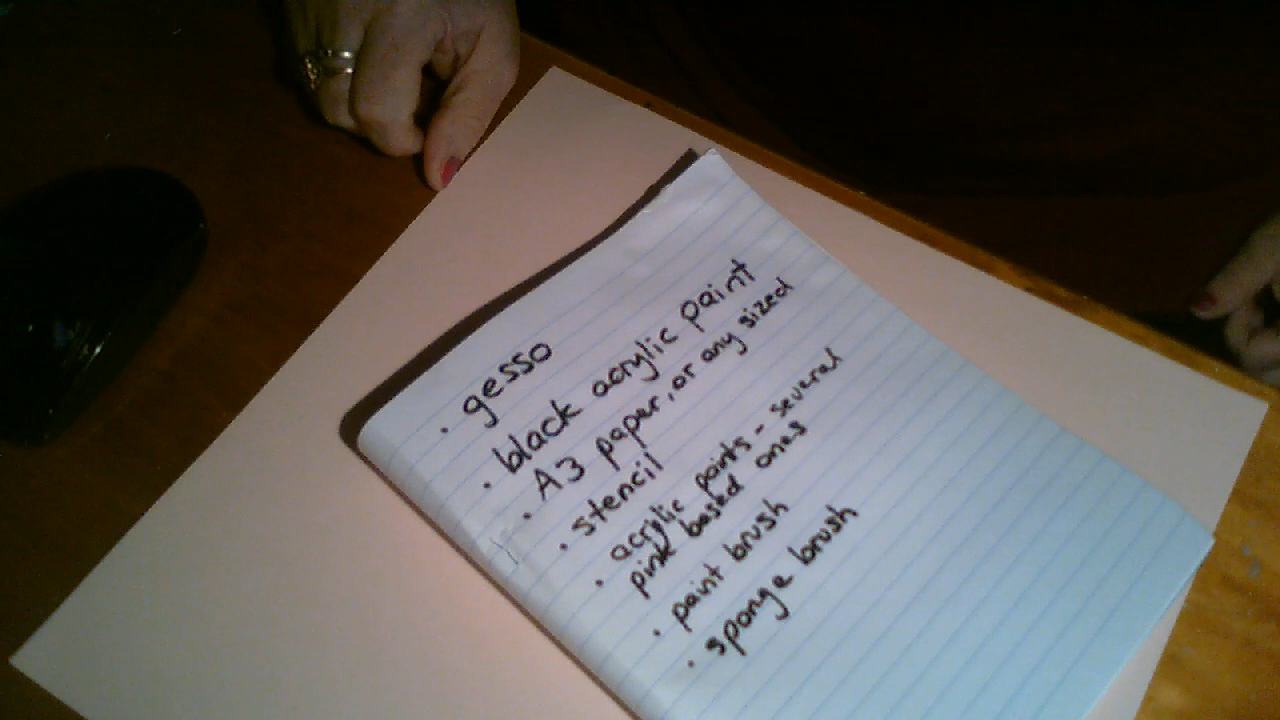 · gesso
· black acrylic paint
· A3 paper, or any sized
· stencil
· acrylic paints - several
pink based ones
· paint brush
· sponge brush